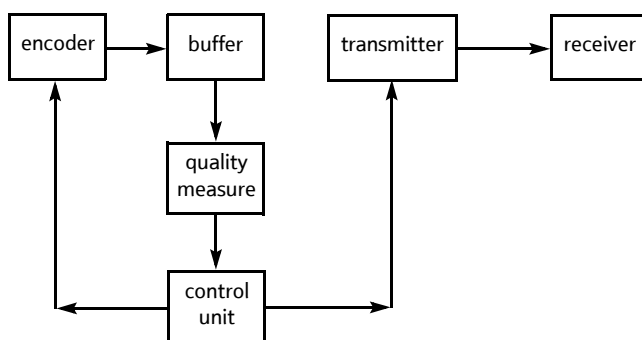 encoder
buffer
transmitter
receiver
quality
measure
control
unit